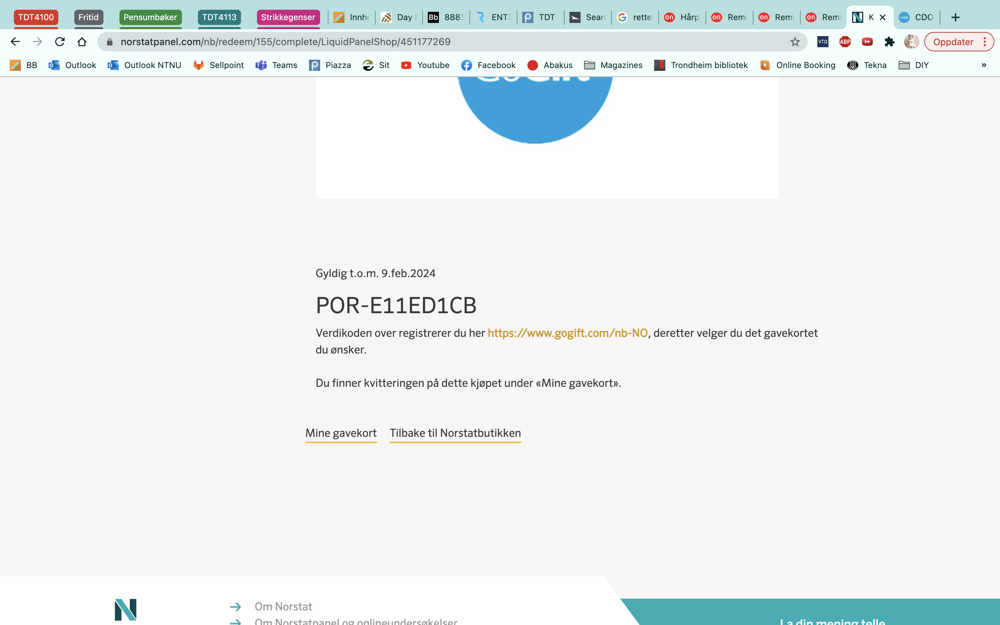 TDT4100 Fritid Pensumbøker TDT4113 Strikkegenser Innh Day Bb 888 ENT TDT Sear rette Hårp Rem Rem Rem K CDO
norstatpanel.com/nb/redeem/155/complete/LiquidPanelShop/451177269 VTG ABP Oppdater
BB Outlook Outlook NTNU Sellpoint Teams Piazza Sit Youtube Facebook Abakus Magazines Trondheim bibliotek Online Booking Tekna DIY »
Gyldig t.o.m. 9.feb.2024
POR-E11ED1CB
Verdikoden over registrerer du her https://www.gogift.com/nb-NO, deretter velger du det gavekortet
du ønsker.
Du finner kvitteringen på dette kjøpet under «Mine gavekort».
Mine gavekort Tilbake til Norstatbutikken
N
Om Norstat
Om Norstatpanel og onlineundersøkelser
La din mening telle